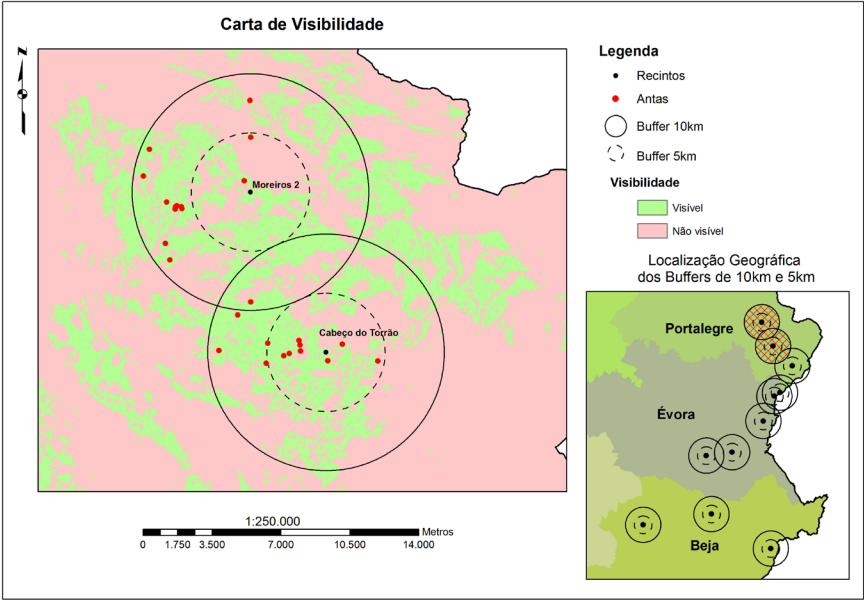 Carta de Visibilidade
z
Moreiros 2
Cabeço do Torrão
1:250.000
Metros
0 1.750 3.500 7.000 10.500 14.000
Legenda
Recintos
Antas
Buffer 10km
Buffer 5km
Visibilidade
Visível
Não visível
Localização Geográfica
dos Buffers de 10km e 5km
Portalegre
Évora
Beja